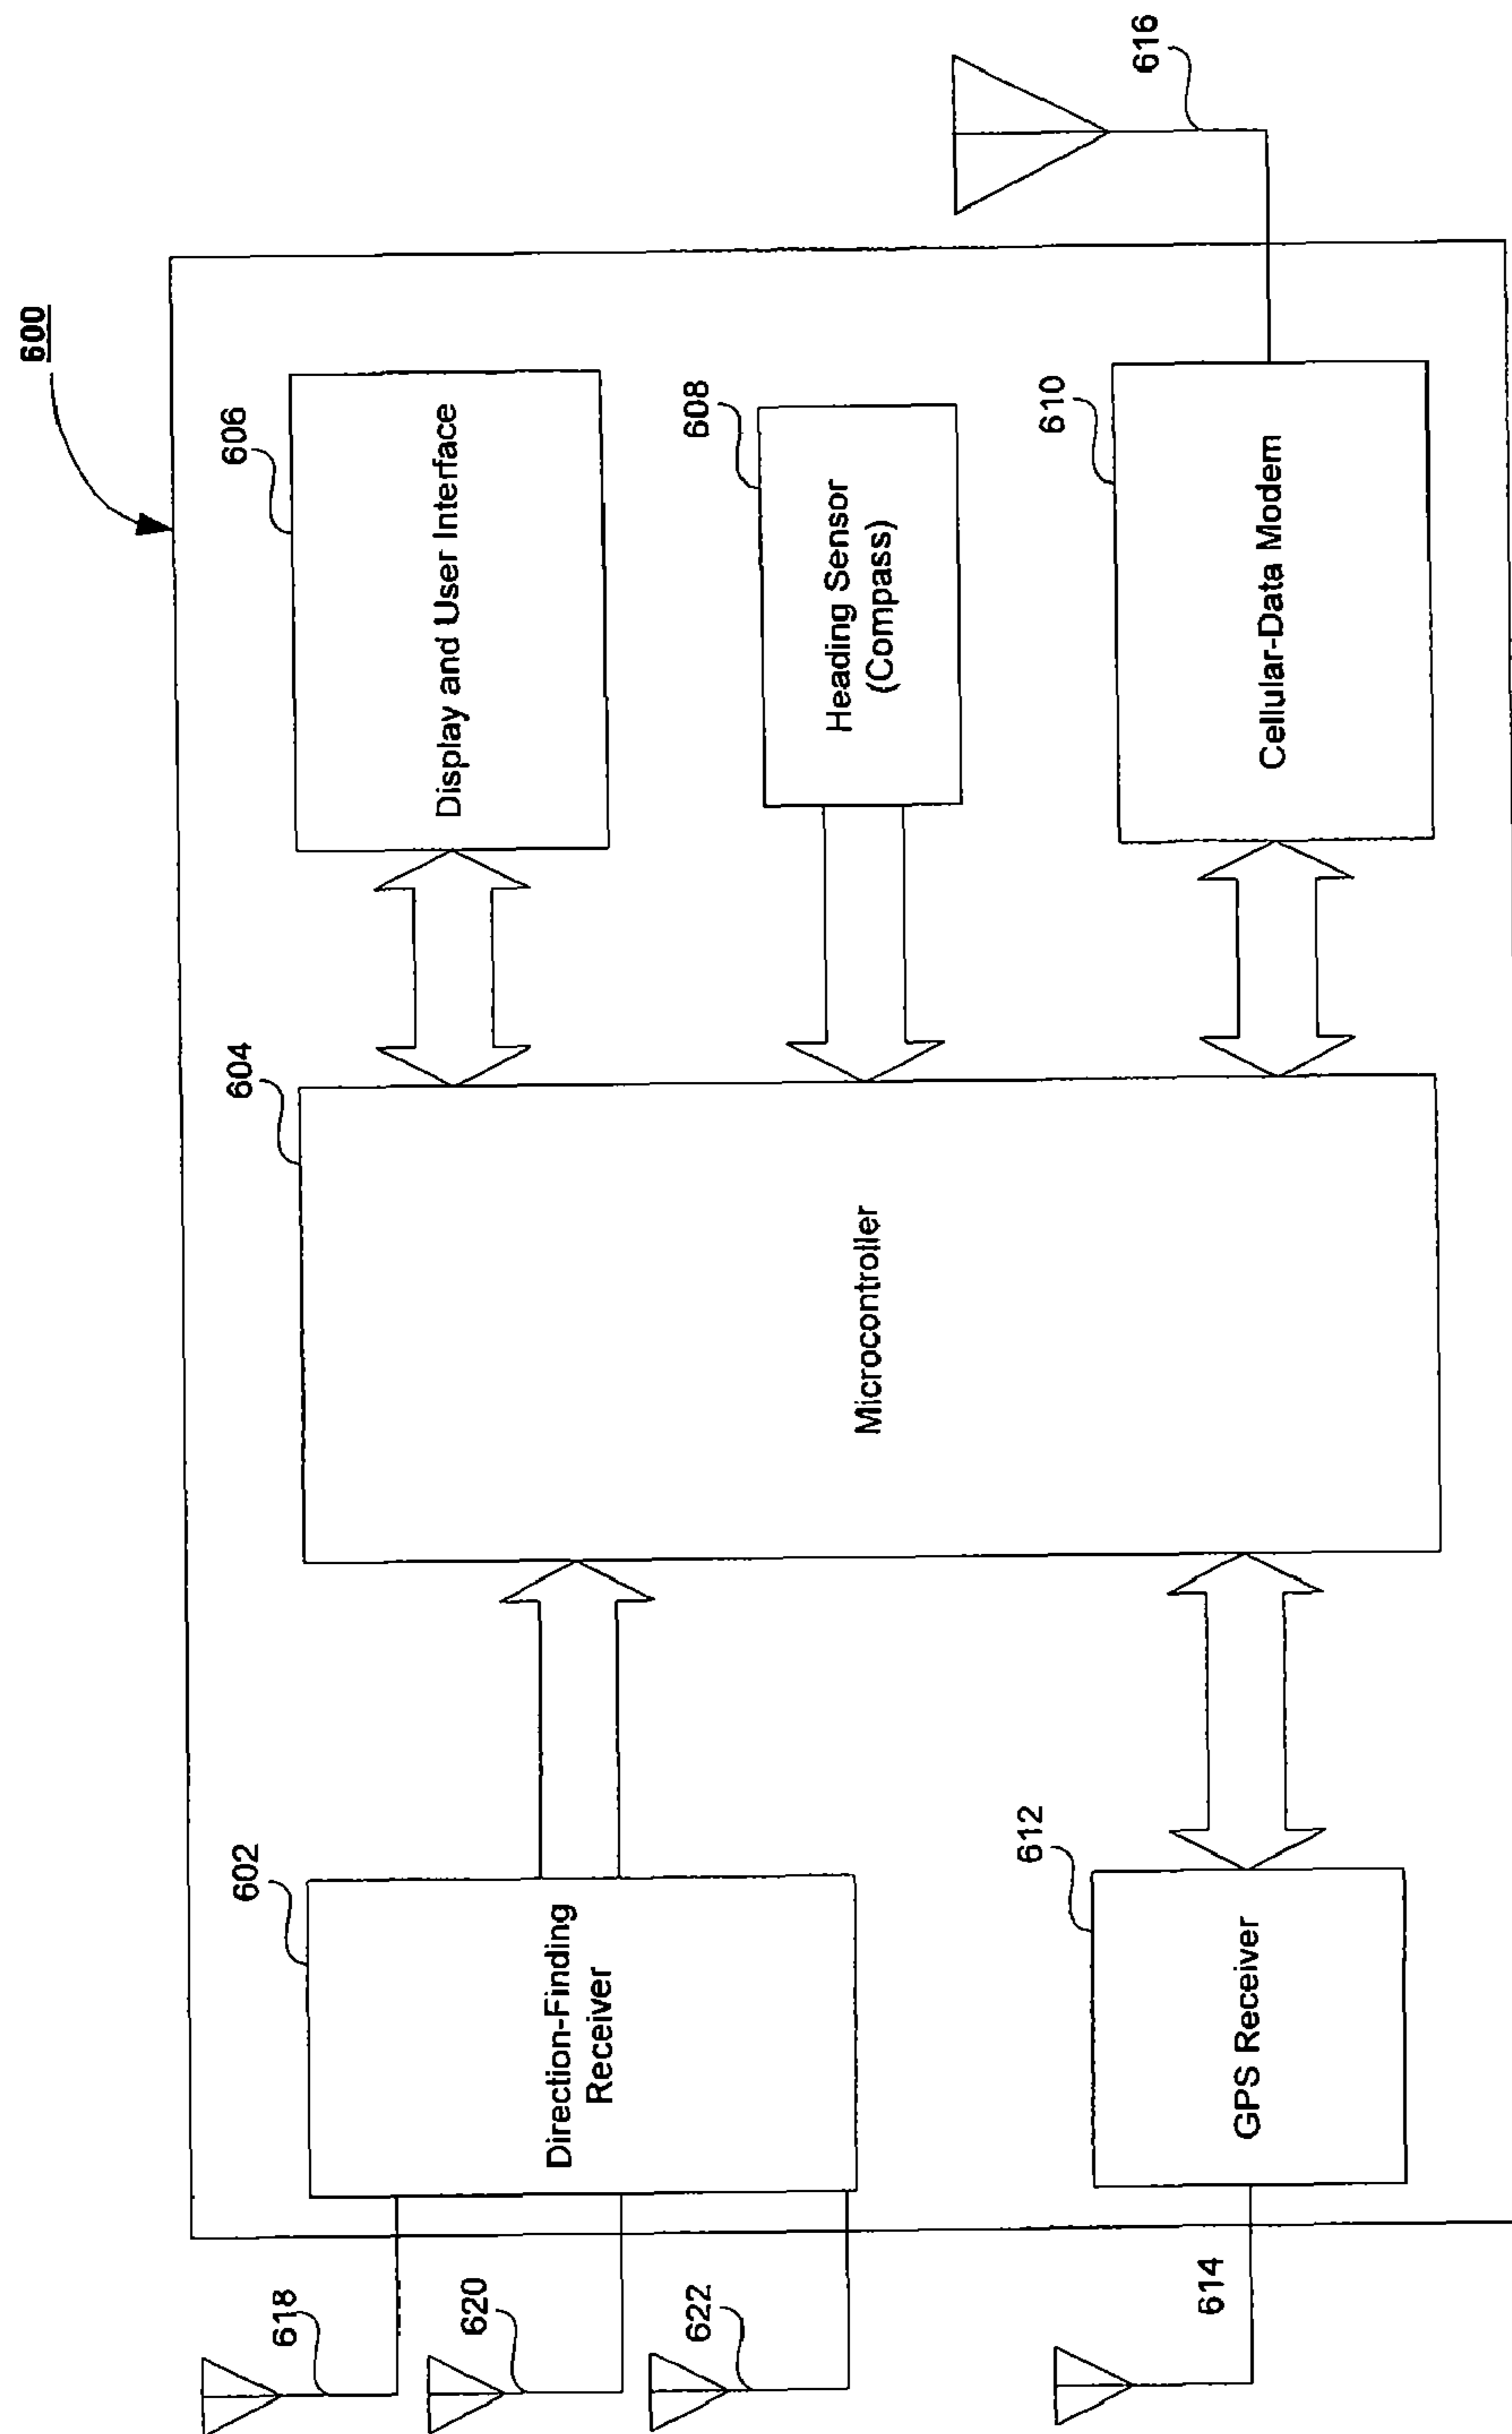 600
606
Display and User Interface
604
602
Direction-Finding
Receiver
618
620
622
608
Heading Sensor
(Compass)
Microcontroller
610
Cellular-Data Modem
616
612
GPS Receiver
614